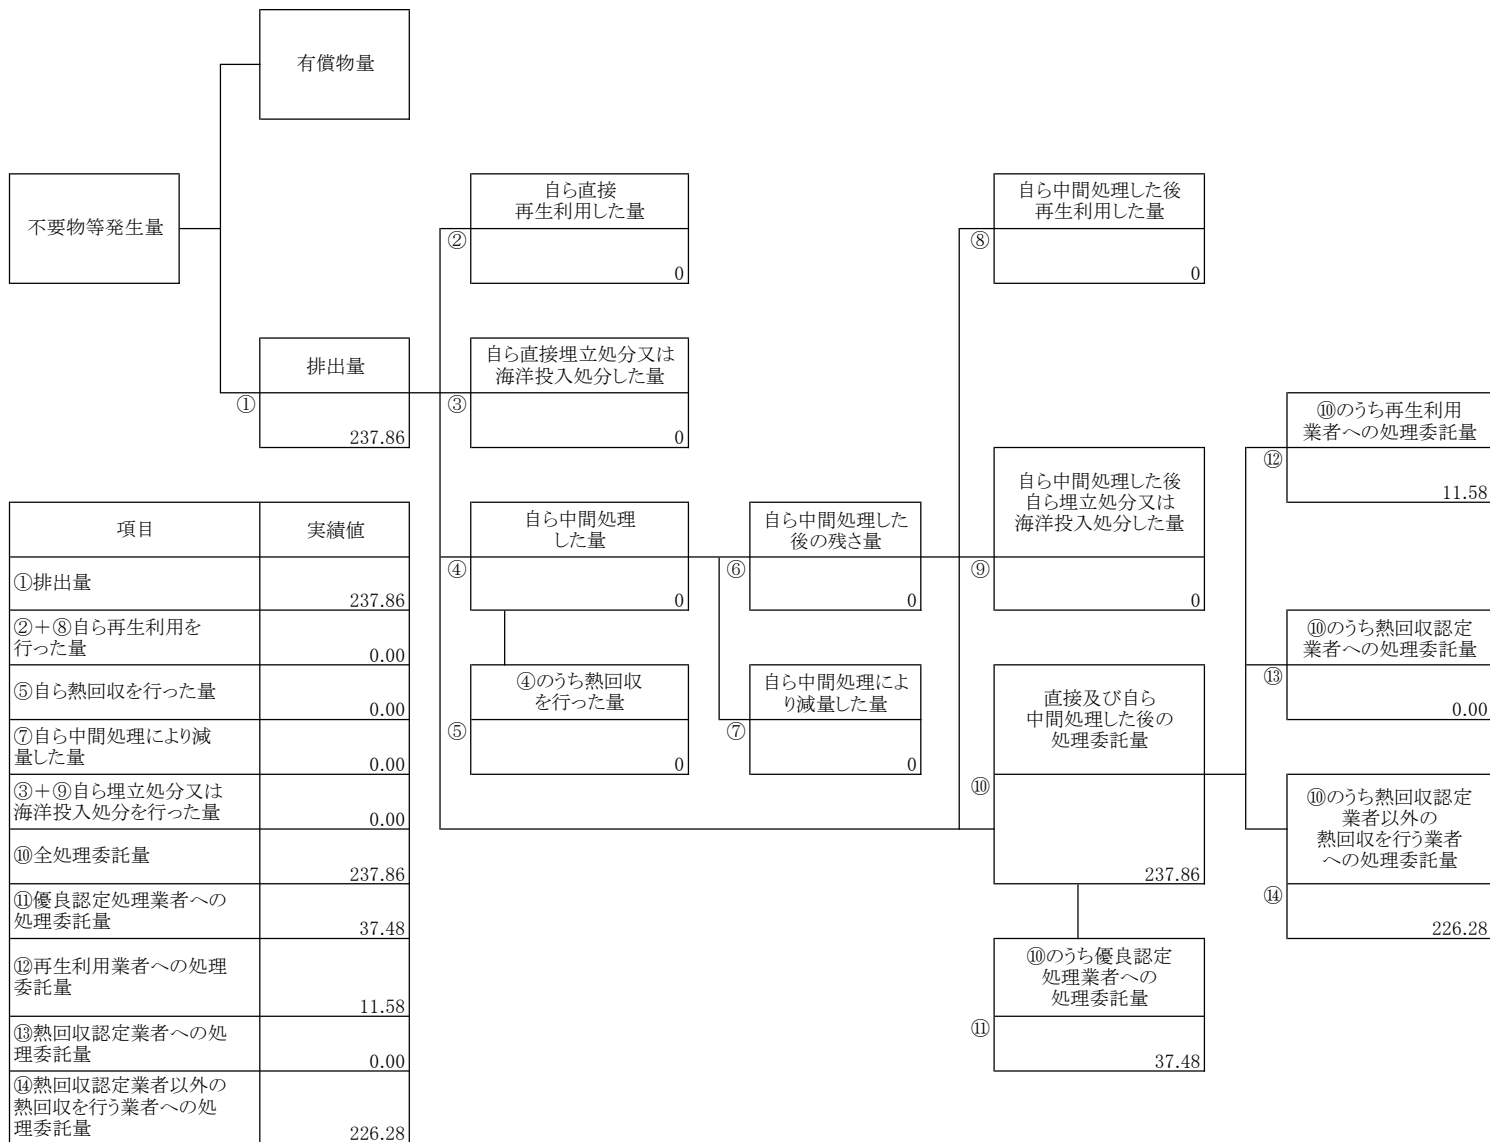 有償物量
不要物等発生量
自ら直接
再生利用した量
②
0
自ら中間処理した後
再生利用した量
⑧
0
排出量
①
237.86
自ら直接埋立処分又は
海洋投入処分した量
③
0
自ら中間処理
した量
④
0
自ら中間処理した
後の残さ量
⑥
0
自ら中間処理した後
自ら埋立処分又は
海洋投入処分した量
⑨
0
④のうち熱回収
を行った量
⑤
0
自ら中間処理によ
り減量した量
⑦
0
直接及び自ら
中間処理した後の
処理委託量
⑩
237.86
⑩のうち優良認定
処理業者への
処理委託量
⑪
37.48
⑩のうち再生利用
業者への処理委託量
⑫
11.58
⑩のうち熱回収認定
業者への処理委託量
⑬
0.00
⑩のうち熱回収認定
業者以外の
熱回収を行う業者
への処理委託量
⑭
226.28
項目 実績値
①排出量
237.86
②+⑧自ら再生利用を
行った量
0.00
⑤自ら熱回収を行った量
0.00
⑦自ら中間処理により減
量した量
0.00
③+⑨自ら埋立処分又は
海洋投入処分を行った量
0.00
⑩全処理委託量
237.86
⑪優良認定処理業者への
処理委託量
37.48
⑫再生利用業者への処理
委託量
11.58
⑬熱回収認定業者への処
理委託量
0.00
⑭熱回収認定業者以外の
熱回収を行う業者への処
理委託量
226.28